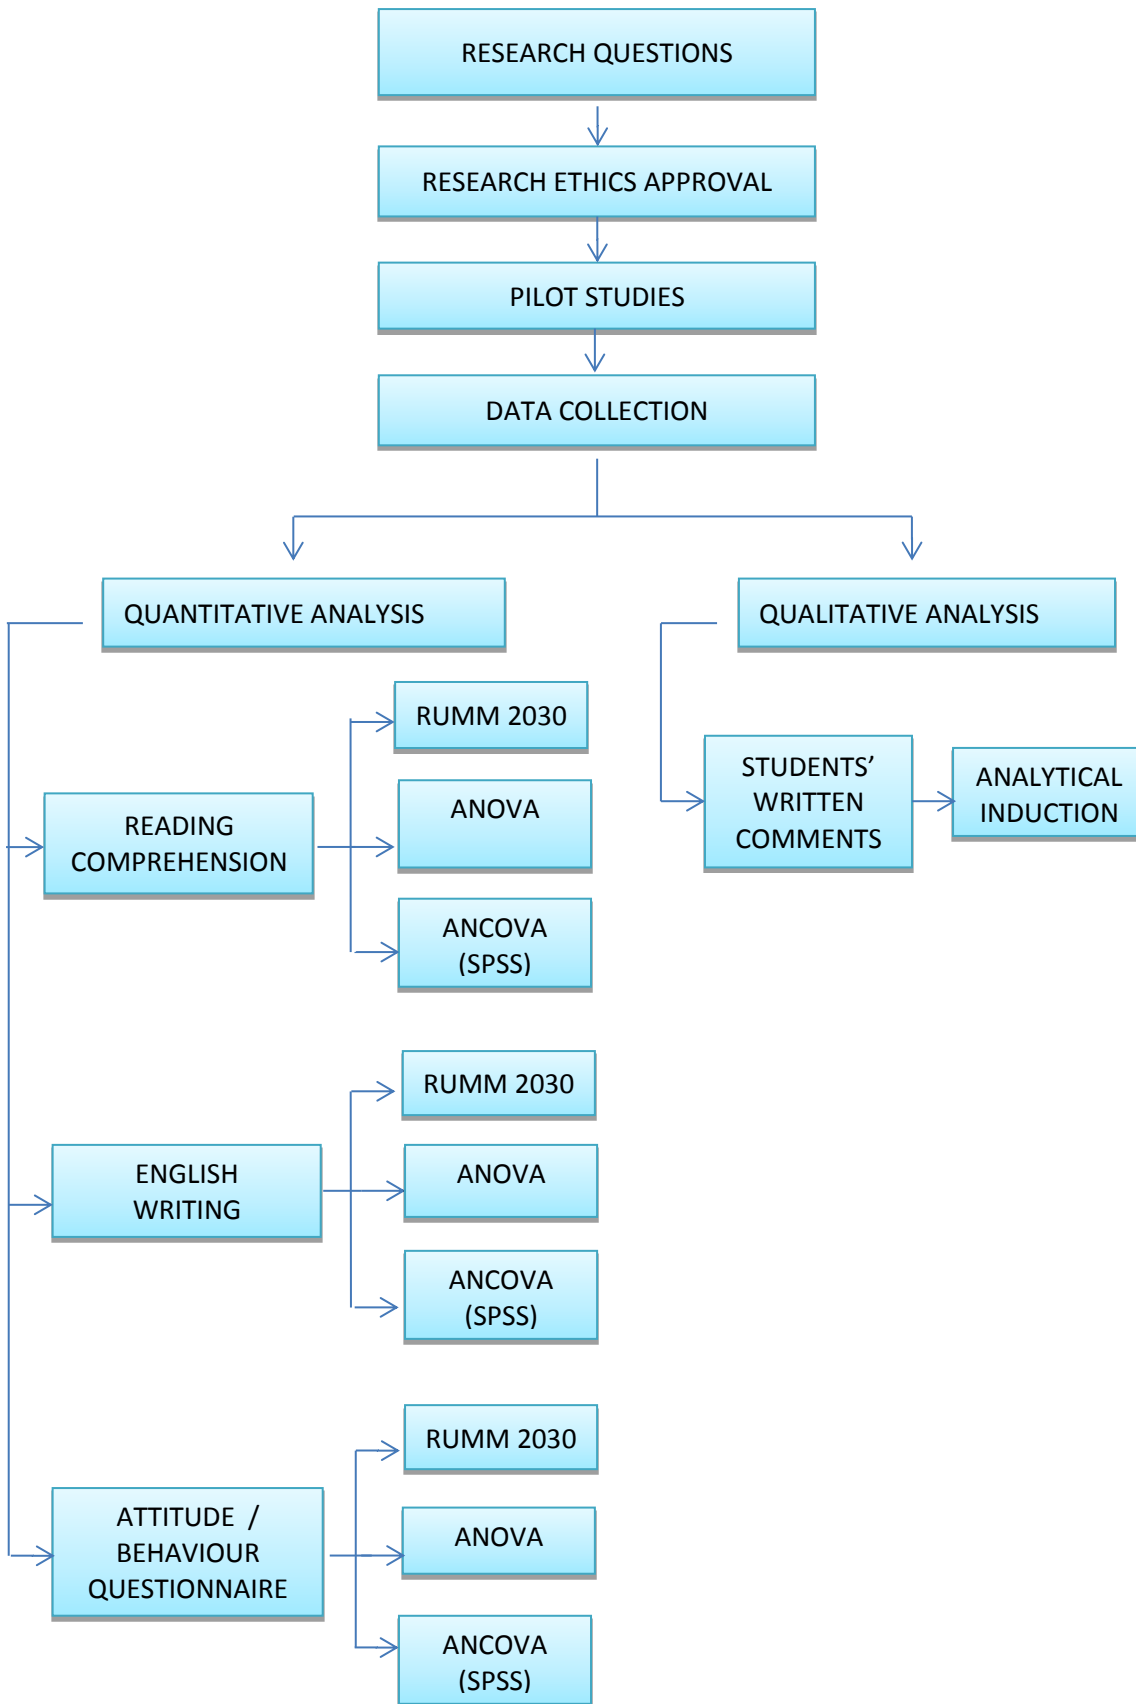 RESEARCH QUESTIONS
RESEARCH ETHICS APPROVAL
PILOT STUDIES
DATA COLLECTION
QUANTITATIVE ANALYSIS
QUALITATIVE ANALYSIS
RUMM 2030
READING
COMPREHENSION
ANOVA
ANCOVA
(SPSS)
STUDENTS’
WRITTEN
COMMENTS
ANALYTICAL
INDUCTION
RUMM 2030
ENGLISH
WRITING
ANOVA
ANCOVA
(SPSS)
RUMM 2030
ATTITUDE /
BEHAVIOUR
QUESTIONNAIRE
ANOVA
ANCOVA
(SPSS)